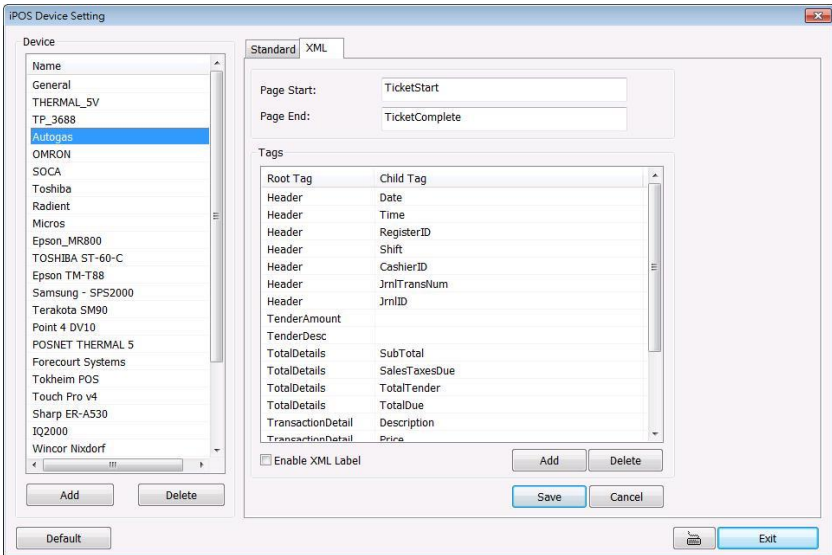 iPOS Device Setting
Device
Name
General
THERMAL_5V
TP_3688
Autogas
OMRON
SOCA
Toshiba
Radient
Micros
Epson_MR800
TOSHIBA ST-60-C
Epson TM-T88
Samsung - SPS2000
Terakota SM90
Point 4 DV10
POSNET THERMAL 5
Forecourt Systems
Tokheim POS
Touch Pro v4
Sharp ER-A530
IQ2000
Wincor Nixdorf
Add Delete
Default
Standard XML
Page Start: TicketStart
Page End: TicketComplete
Tags
Root Tag Child Tag
Header Date
Header Time
Header RegisterID
Header Shift
Header CashierID
Header JrnlTransNum
Header JrnlID
TenderAmount
TenderDesc
TotalDetails SubTotal
TotalDetails SalesTaxesDue
TotalDetails TotalTender
TotalDetails TotalDue
TransactionDetail Description
TransactionDetail Price
Enable XML Label Add Delete
Save Cancel
Exit